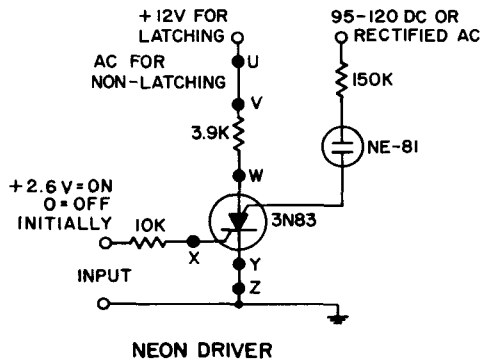 +12V FOR
LATCHING
95-120 DC OR
RECTIFIED AC
AC FOR
NON-LATCHING
U
V
150K
3.9K
NE-81
W
+2.6V=ON
0=OFF
INITIALLY
3N83
10K
X
Y
INPUT
Z
NEON DRIVER